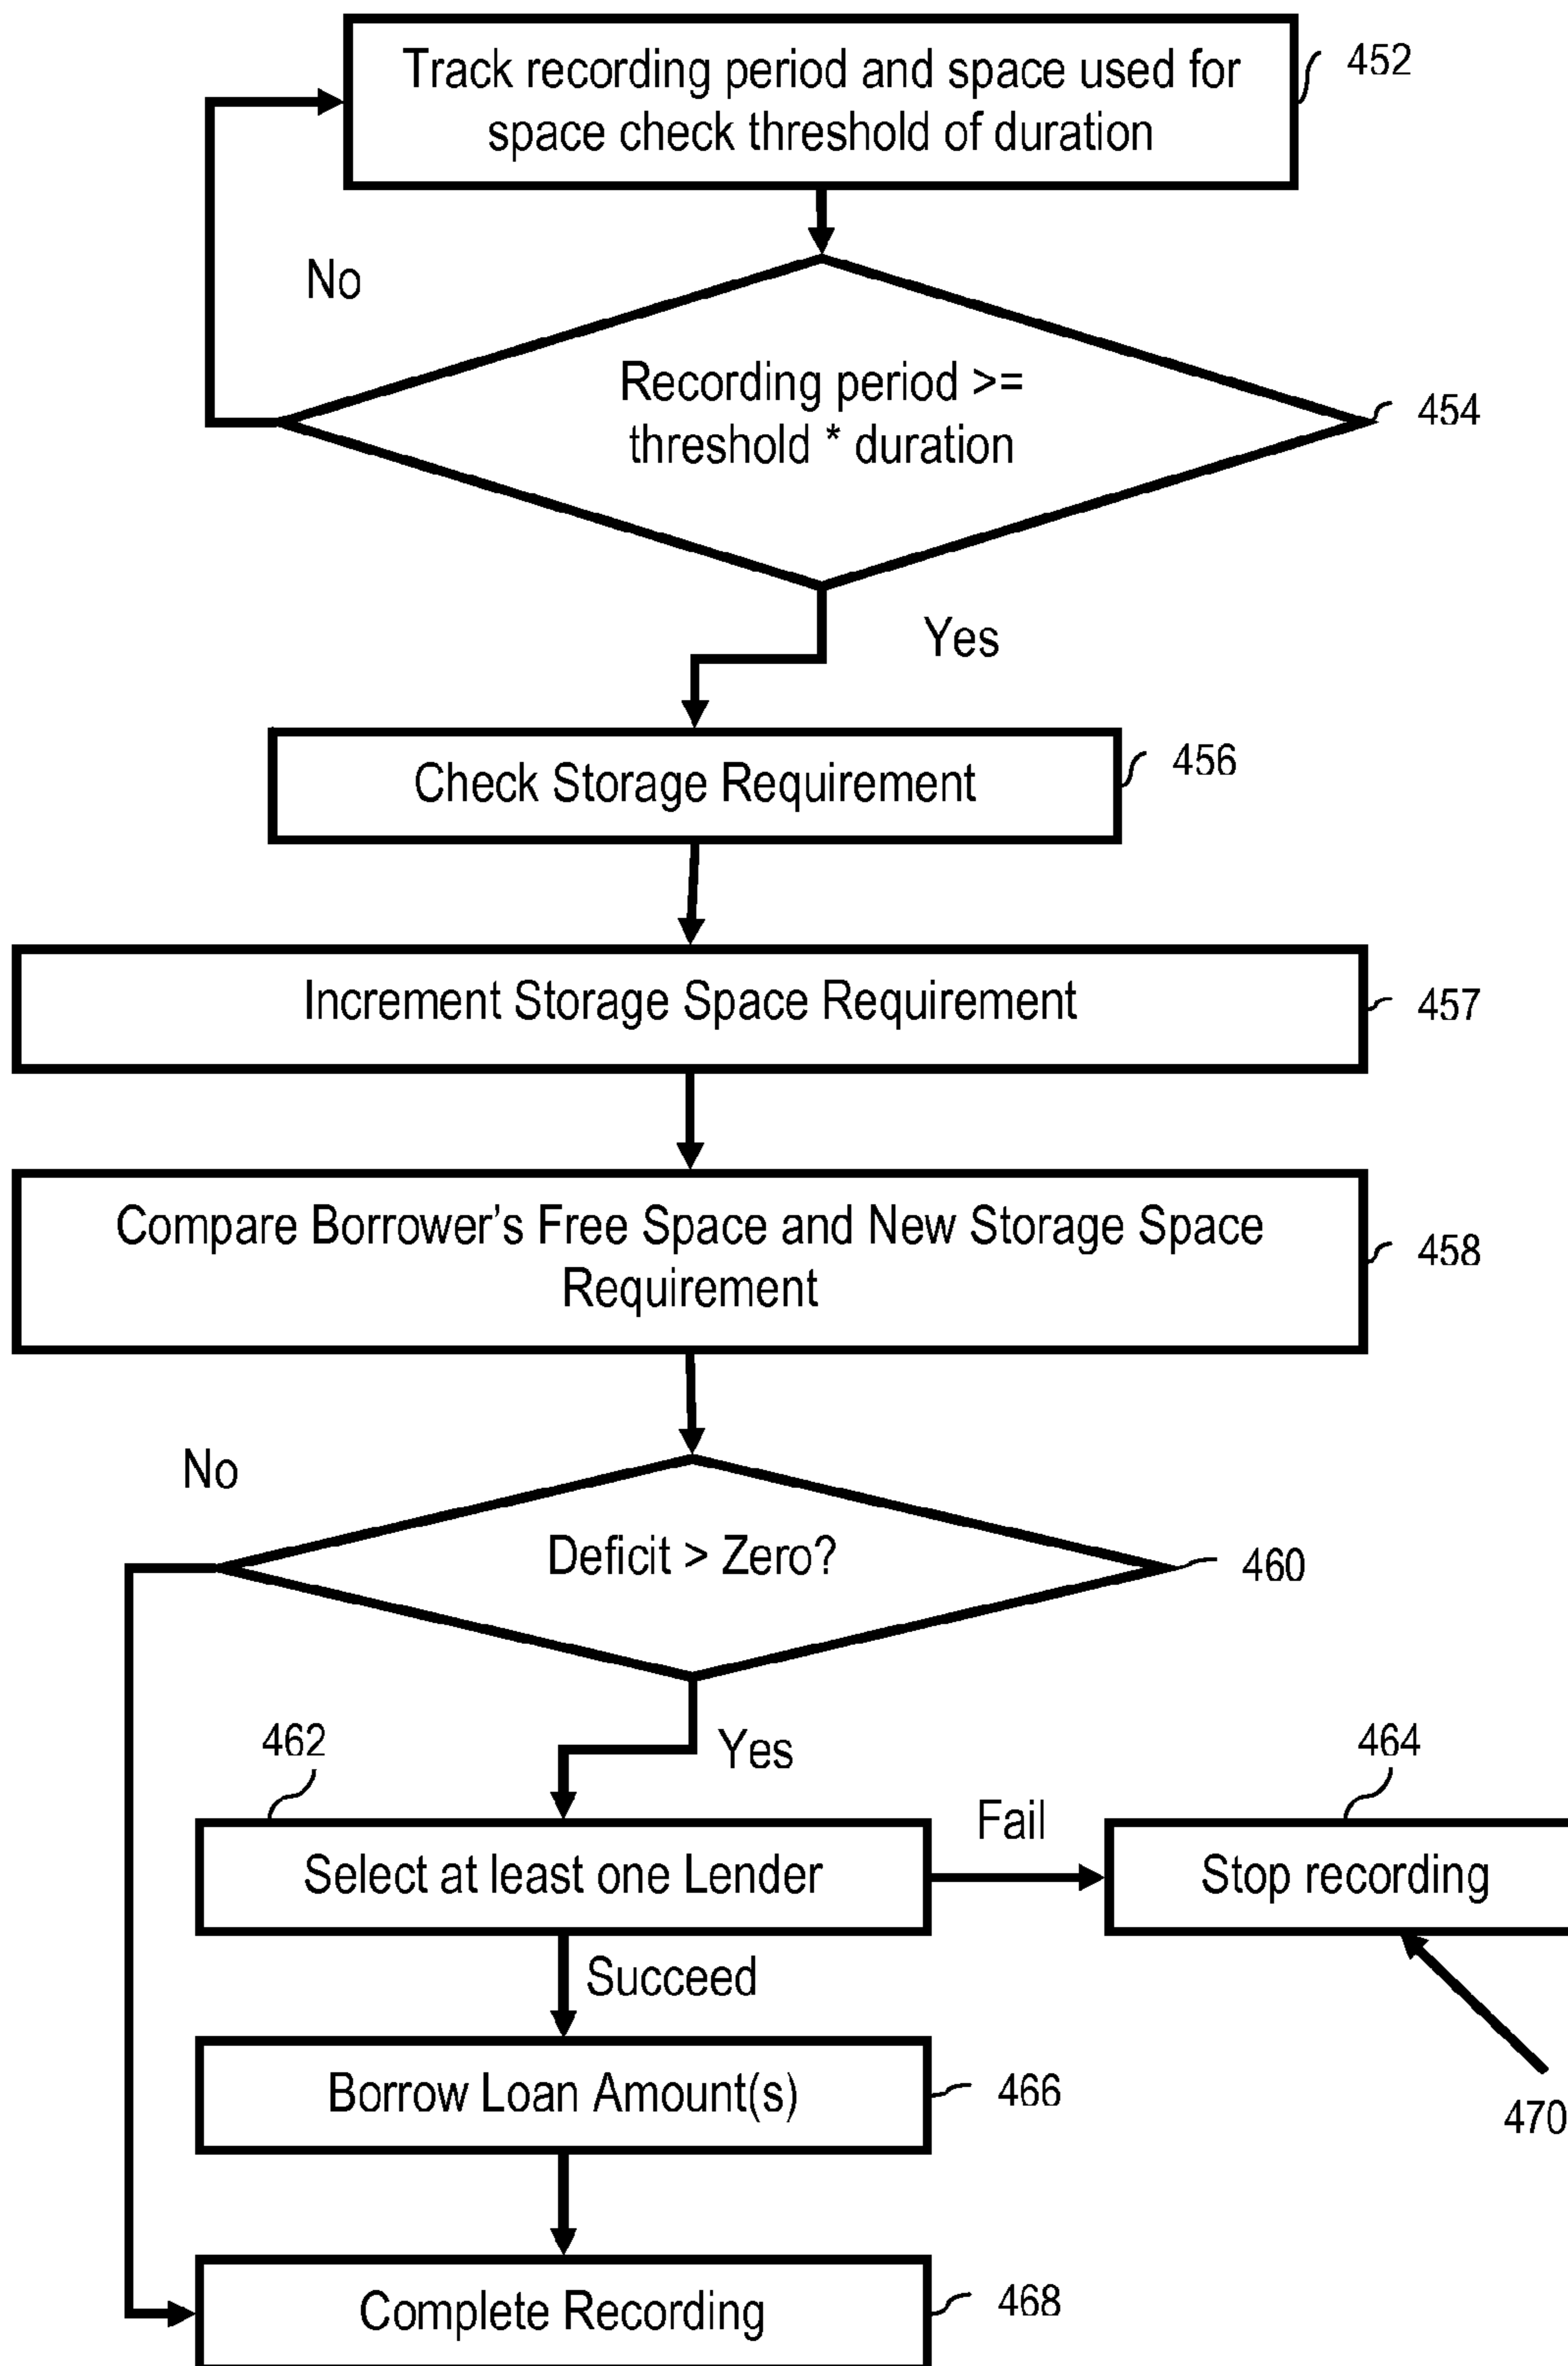 Track recording period and space used for
space check threshold of duration
452
No
Recording period >=
threshold * duration
454
Yes
Check Storage Requirement
456
Increment Storage Space Requirement
457
Compare Borrower's Free Space and New Storage Space
Requirement
458
No
Deficit > Zero?
460
Yes
462
Select at least one Lender
Fail
464
Stop recording
Succeed
Borrow Loan Amount(s)
466
470
Complete Recording
468